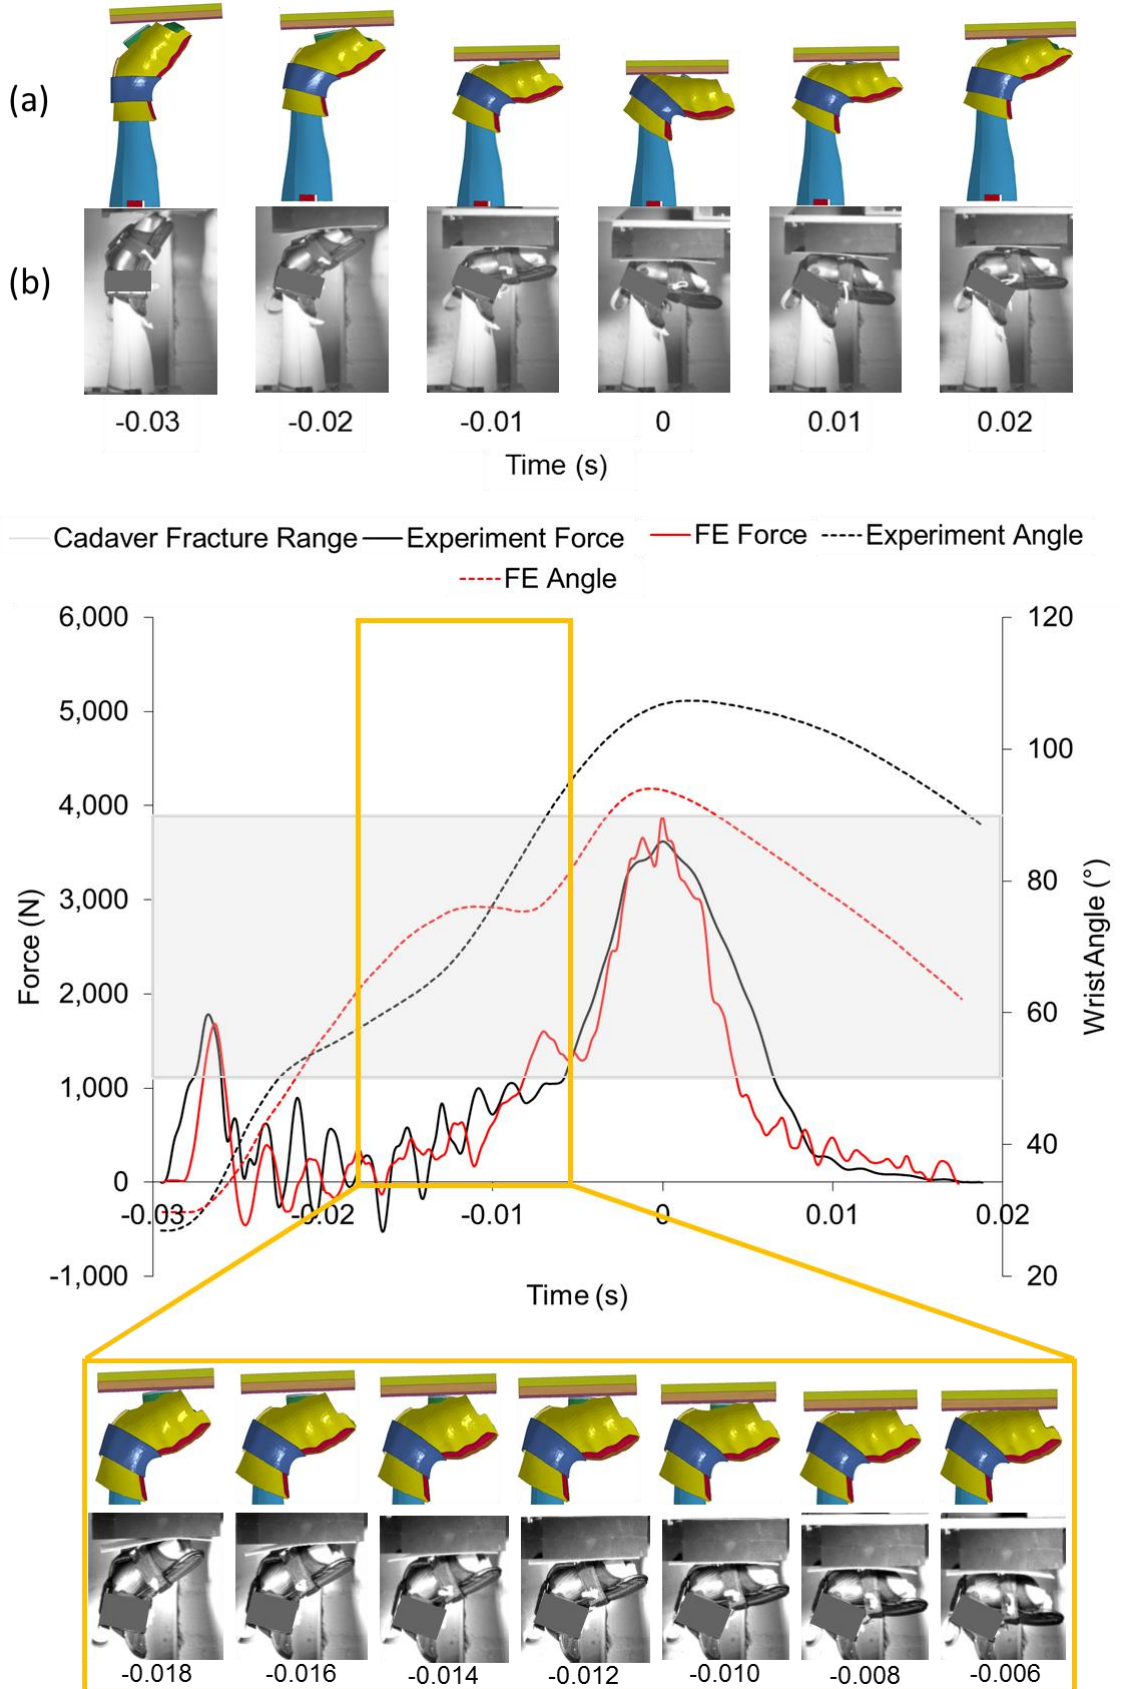 (a)
(b)
-0.03 -0.02 -0.01 0 0.01 0.02
Time (s)
Cadaver Fracture Range Experiment Force FE Force Experiment Angle
FE Angle
6,000 120
5,000
100
4,000
80
3,000
2,000
60
1,000
40
0
-0.03 -0.02 -0.01 0 0.01 0.02
-1,000 20
Force (N)
Wrist Angle (°)
Time (s)
-0.018 -0.016 -0.014 -0.012 -0.010 -0.008 -0.006